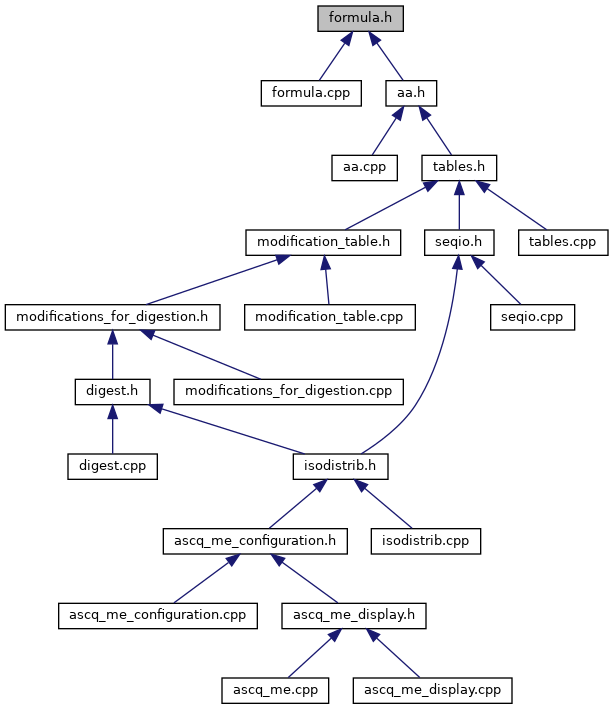 formula.h
formula.cpp
aa.h
aa.cpp
tables.h
modification_table.h
seqio.h
tables.cpp
modifications_for_digestion.h
modification_table.cpp
seqio.cpp
digest.h
modifications_for_digestion.cpp
digest.cpp
isodistrib.h
ascq_me_configuration.h
isodistrib.cpp
ascq_me_configuration.cpp
ascq_me_display.h
ascq_me.cpp
ascq_me_display.cpp